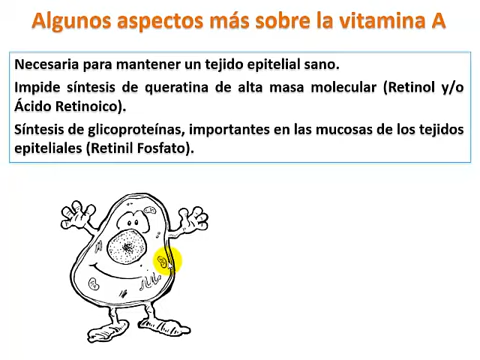 Algunos aspectos más sobre la vitamina A
Necesaria para mantener un tejido epitelial sano.
Impide síntesis de queratina de alta masa molecular (Retinol y/o
Ácido Retinoico).
Síntesis de glicoproteínas, importantes en las mucosas de los tejidos
epiteliales (Retinil Fosfato).